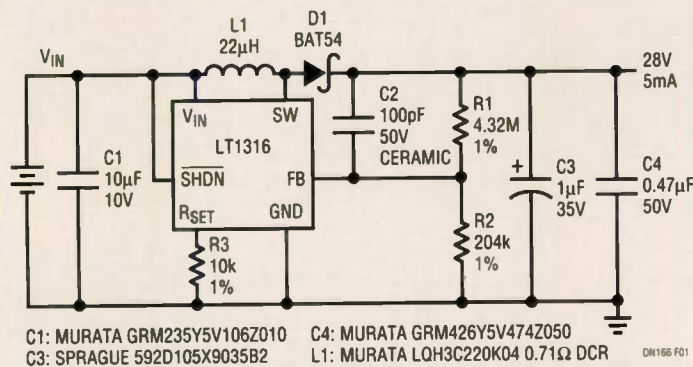 L1
22µH
D1
BAT54
VIN
28V
5mA
VIN
SW
LT1316
SHDN
FB
RSET
GND
C1
10µF
10V
C2
100pF
50V
CERAMIC
R1
4.32M
1%
C3
1µF
35V
+
C4
0.47µF
50V
R2
204k
1%
R3
10k
1%
C1: MURATA GRM235Y5V106Z010
C3: SPRAGUE 592D105X9035B2
C4: MURATA GRM426Y5V474Z050
L1: MURATA LQH3C220K04 0.71Ω DCR
DN166 F01